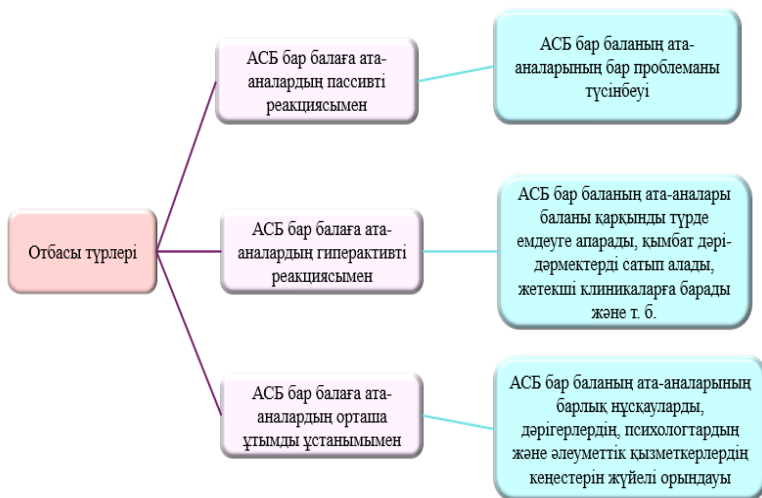 Отбасы түрлері
АСБ бар балаға ата-
аналардың пассивті
реакциясымен
АСБ бар баланың ата-
аналарының бар проблеманы
түсінбеуі
АСБ бар балаға ата-
аналардың гиперактивті
реакциясымен
АСБ бар баланың ата-аналары
баланы қарқынды түрде
емдеуге апарады, қымбат дәрі-
дәрмектерді сатып алады,
жетекші клиникаларға барады
және т. б.
АСБ бар балаға ата-
аналардың орташа
ұтымды ұстанымымен
АСБ бар баланың ата-аналарының
барлық нұсқауларды,
дәрігерлердің, психологтардың
және әлеуметтік қызметкерлердің
кеңестерін жүйелі орындауы